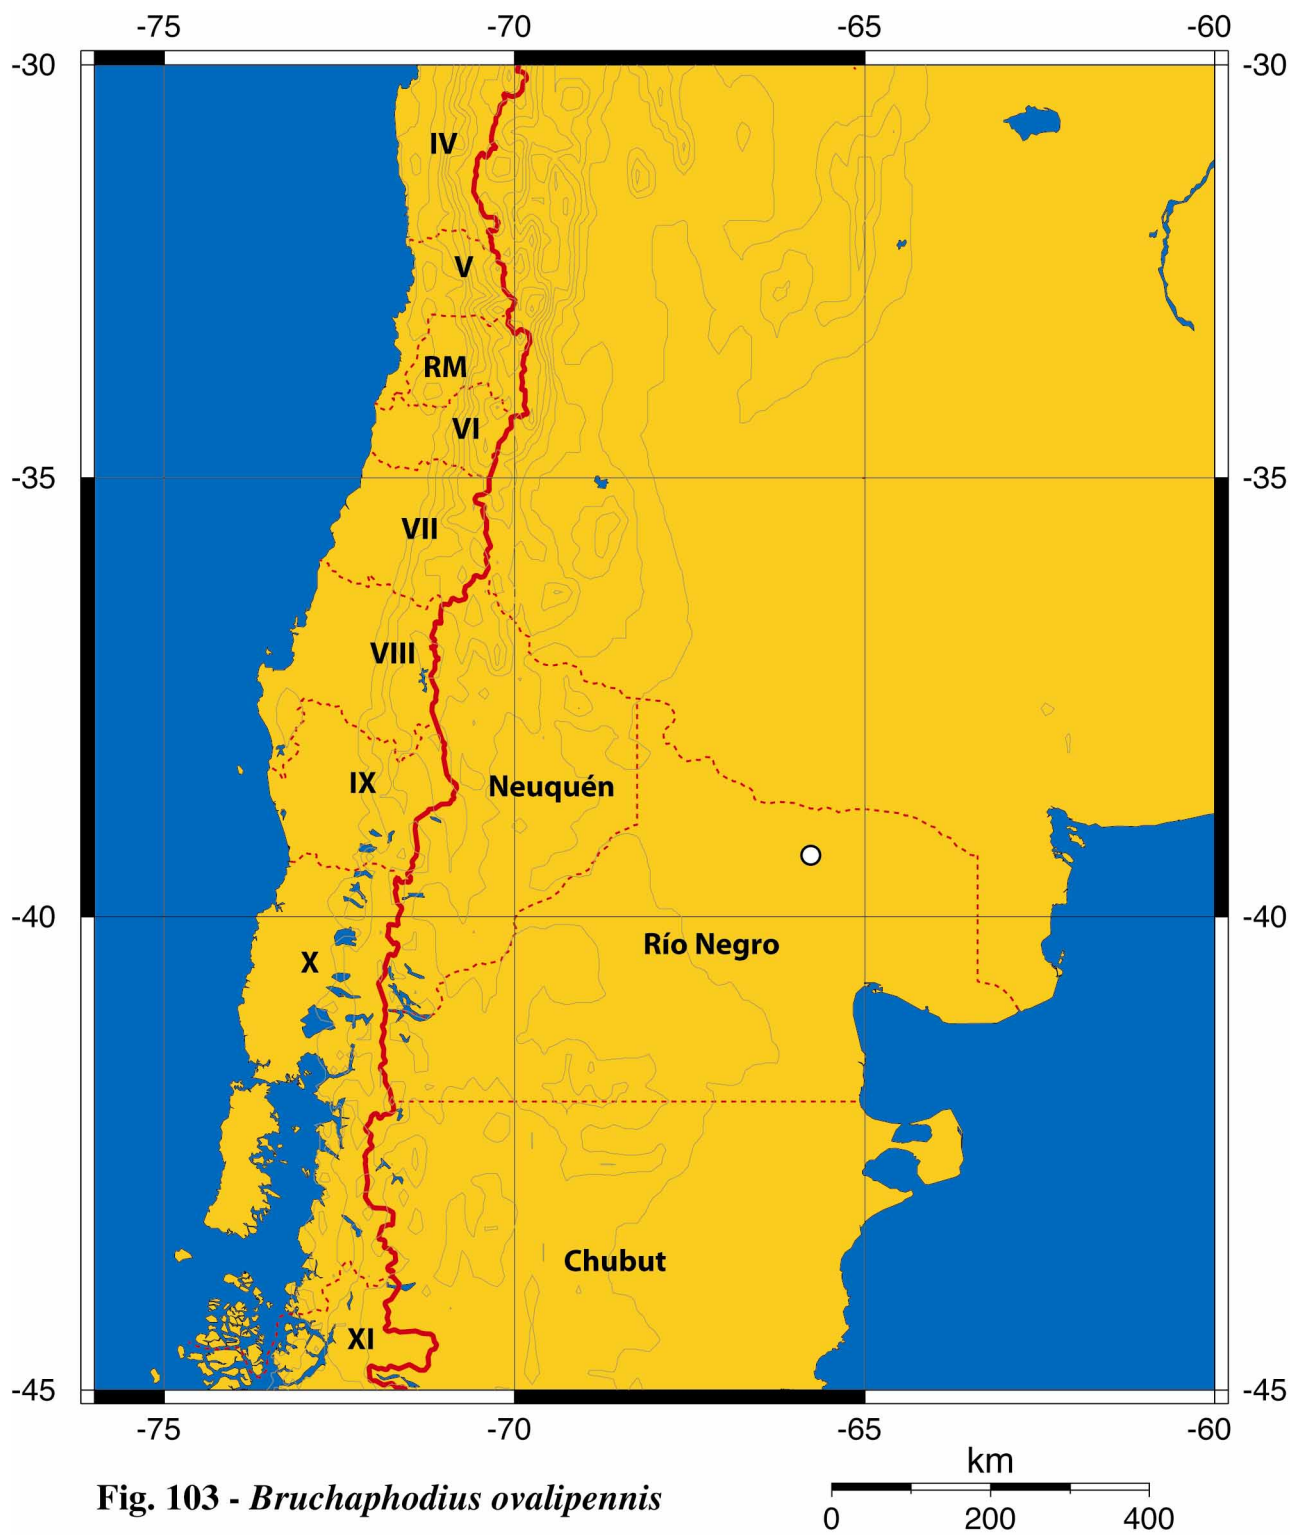 -75 -70 -65 -60
-30 -30
IV
V
RM
VI
-35 -35
VII
VIII
IX Neuquén
-40 -40
Río Negro
X
Chubut
XI
-45 -45
-75 -70 -65 -60
km
Fig. 103 - Bruchaphodius ovalipennis
0 200 400